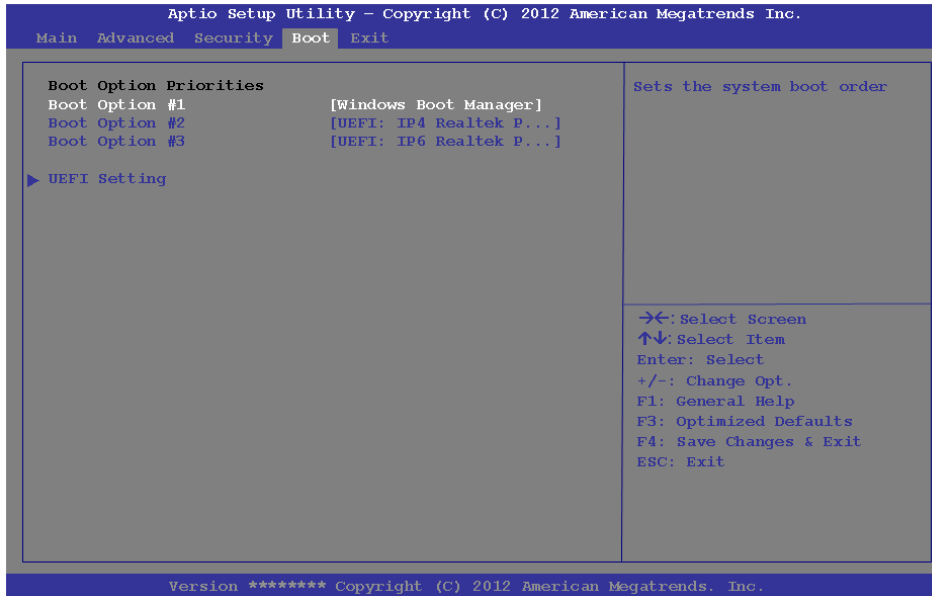 Aptio Setup Utility – Copyright (C) 2012 American Megatrends Inc.
Main Advanced Security Boot Exit
Boot Option Priorities
Boot Option #1 [Windows Boot Manager]
Boot Option #2 [UEFI: IP4 Realtek P...]
Boot Option #3 [UEFI: IP6 Realtek P...]
▶ UEFI Setting
Sets the system boot order
→←: Select Screen
↑↓: Select Item
Enter: Select
+/-: Change Opt.
F1: General Help
F3: Optimized Defaults
F4: Save Changes & Exit
ESC: Exit
Version ******** Copyright (C) 2012 American Megatrends. Inc.